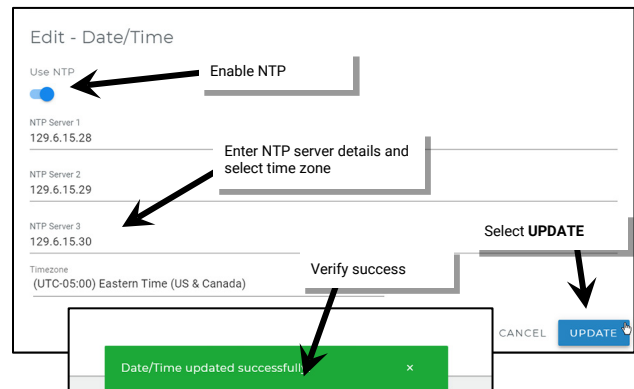 Edit - Date/Time
Use NTP
Enable NTP
NTP Server 1
129.6.15.28
Enter NTP server details and
select time zone
NTP Server 2
129.6.15.29
NTP Server 3
129.6.15.30
Select UPDATE
Timezone
(UTC-05:00) Eastern Time (US & Canada)
Verify success
CANCEL UPDATE
Date/Time updated successfully ×